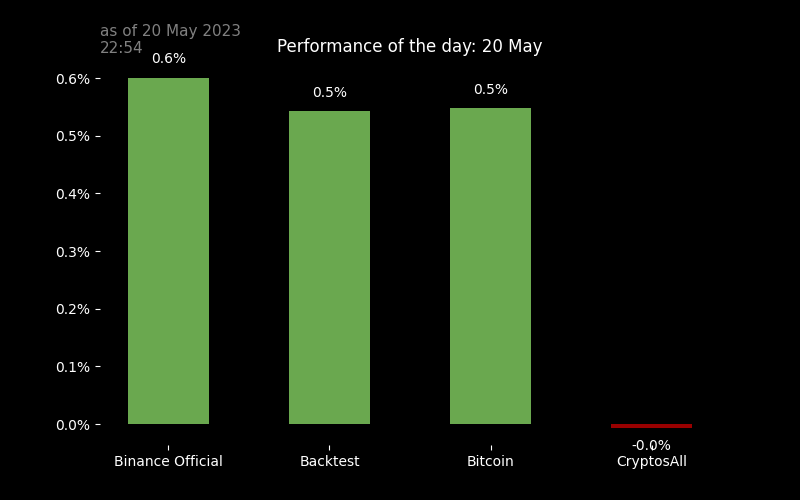 as of 20 May 2023
22:54
Performance of the day: 20 May
0.6%
0.5%
0.5%
-0.0%
0.6%
0.5%
0.4%
0.3%
0.2%
0.1%
0.0%
Binance Official
Backtest
Bitcoin
CryptosAll